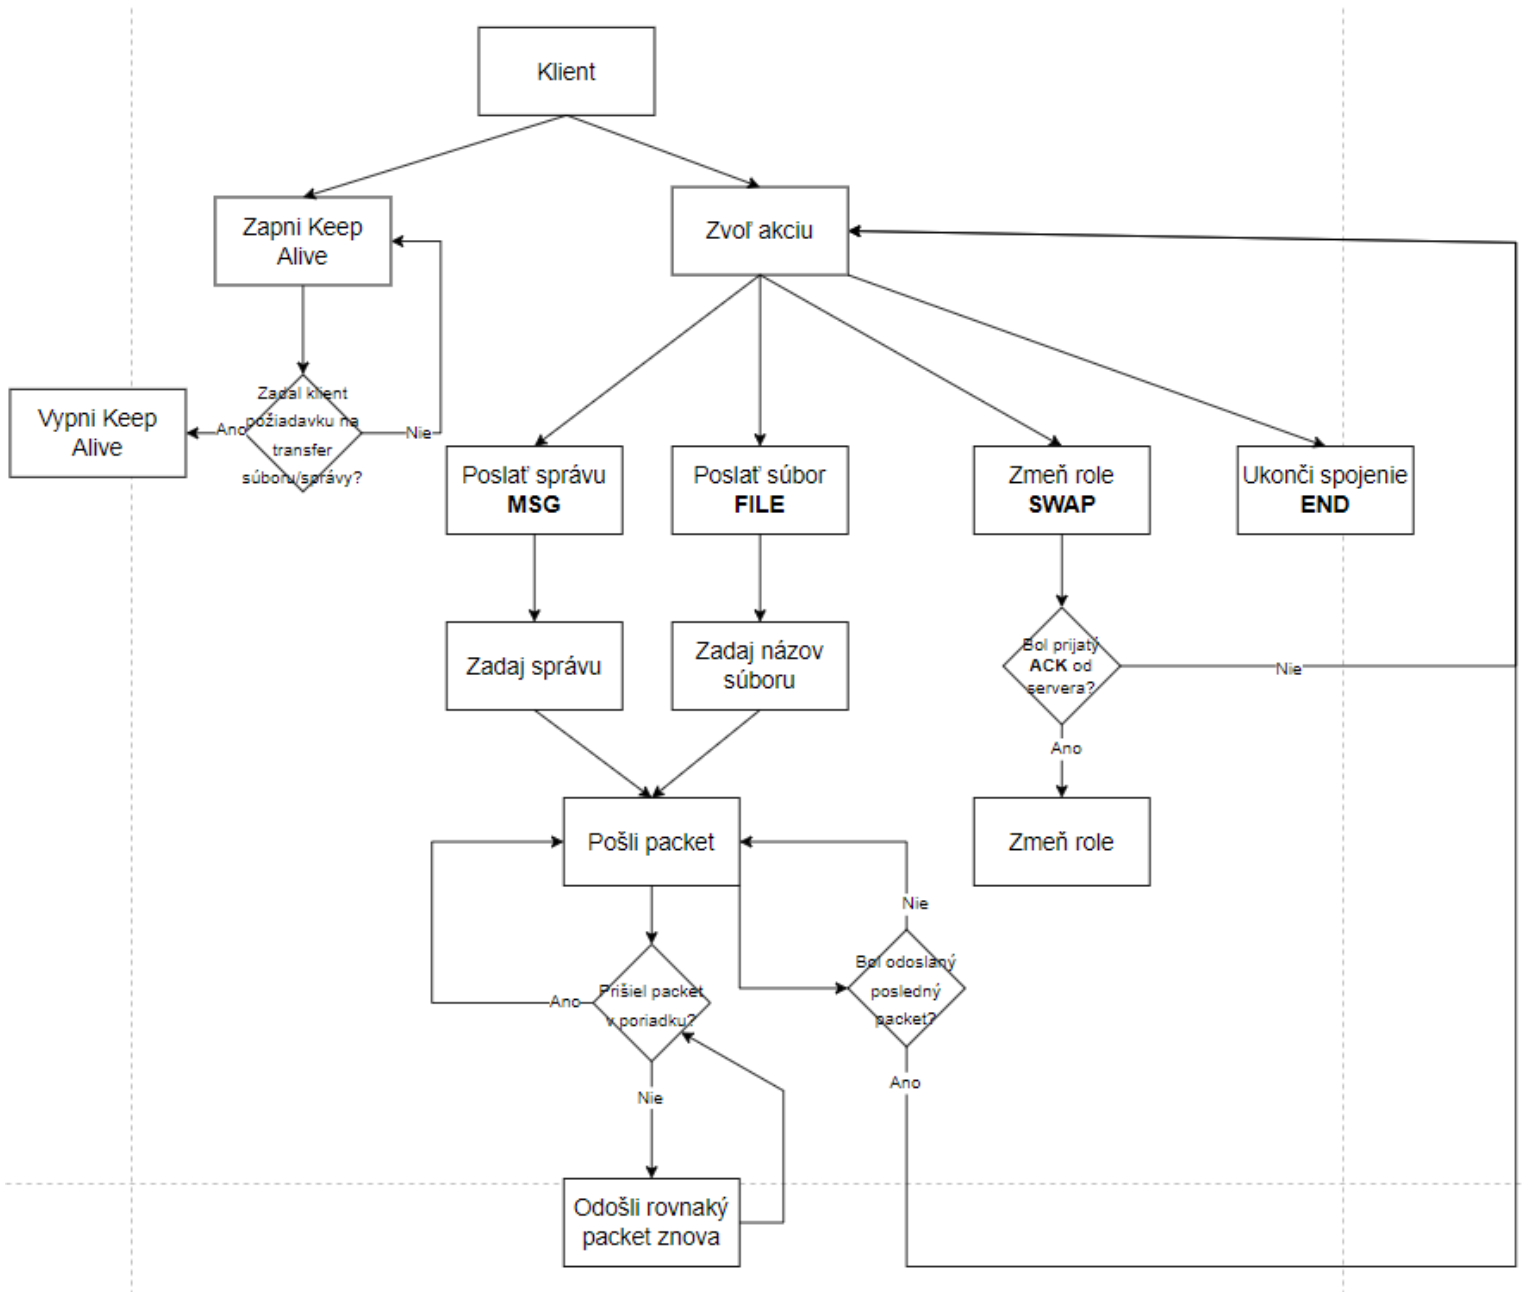 Klient
Zapni Keep
Alive
Zvoľ akciu
Zadal klient
požiadavku na
transfer
súboru/správy?
Ano
Nie
Vypni Keep
Alive
Poslať správu
MSG
Poslať súbor
FILE
Zmeň role
SWAP
Ukonči spojenie
END
Zadaj správu
Zadaj názov
súboru
Bol prijatý
ACK od
servera?
Nie
Ano
Pošli packet
Zmeň role
Nie
Bol odoslaný
posledný
packet?
Ano
Prišiel packet
v poriadku?
Ano
Nie
Odošli rovnaký
packet znova